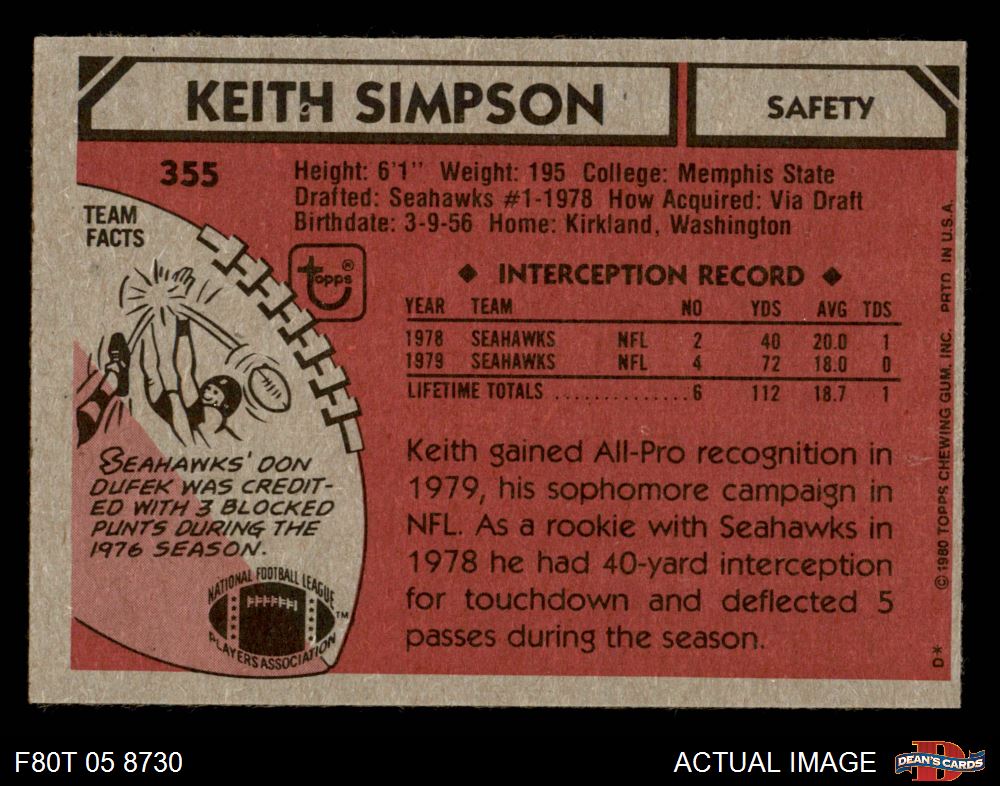 KEITH SIMPSON
SAFETY
355
Height: 6'1" Weight: 195 College: Memphis State
Drafted: Seahawks #1-1978 How Acquired: Via Draft
Birthdate: 3-9-56 Home: Kirkland, Washington
TEAM
FACTS
topps®
◆ INTERCEPTION RECORD ◆
YEAR TEAM NO YDS AVG TDS
1978 SEAHAWKS NFL 2 40 20.0 1
1979 SEAHAWKS NFL 4 72 18.0 0
LIFETIME TOTALS ..............6 112 18.7 1
Keith gained All-Pro recognition in
1979, his sophomore campaign in
NFL. As a rookie with Seahawks in
1978 he had 40-yard interception
for touchdown and deflected 5
passes during the season.
SEAHAWKS' DON
DUFEK WAS CREDIT-
ED WITH 3 BLOCKED
PUNTS DURING THE
1976 SEASON.
NATIONAL FOOTBALL LEAGUE
PLAYERS ASSOCIATION
TM
© 1980 TOPPS CHEWING GUM, INC. PRTD. IN U.S.A.
D*
F80T 05 8730
ACTUAL IMAGE
D
DEAN'S CARDS